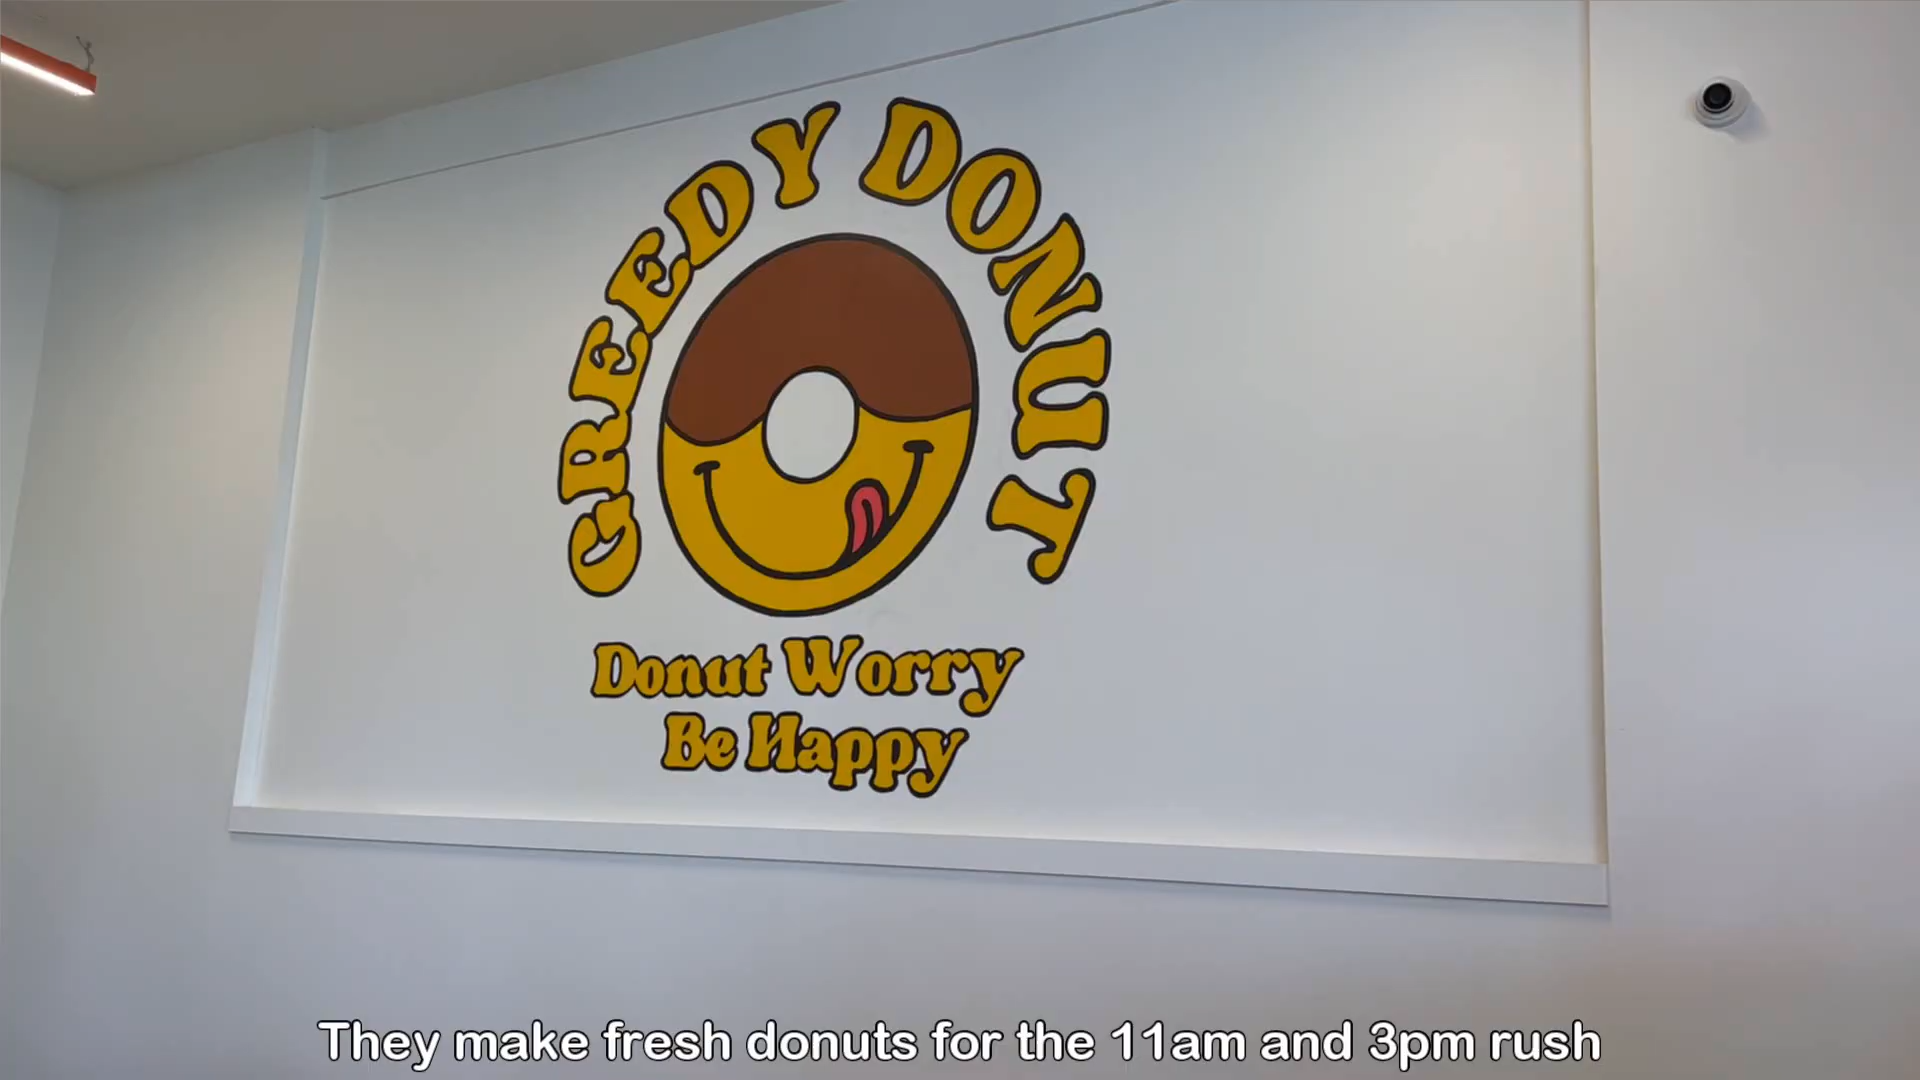 GREEDY DONUT
Donut Worry
Be Happy
They make fresh donuts for the 11am and 3pm rush